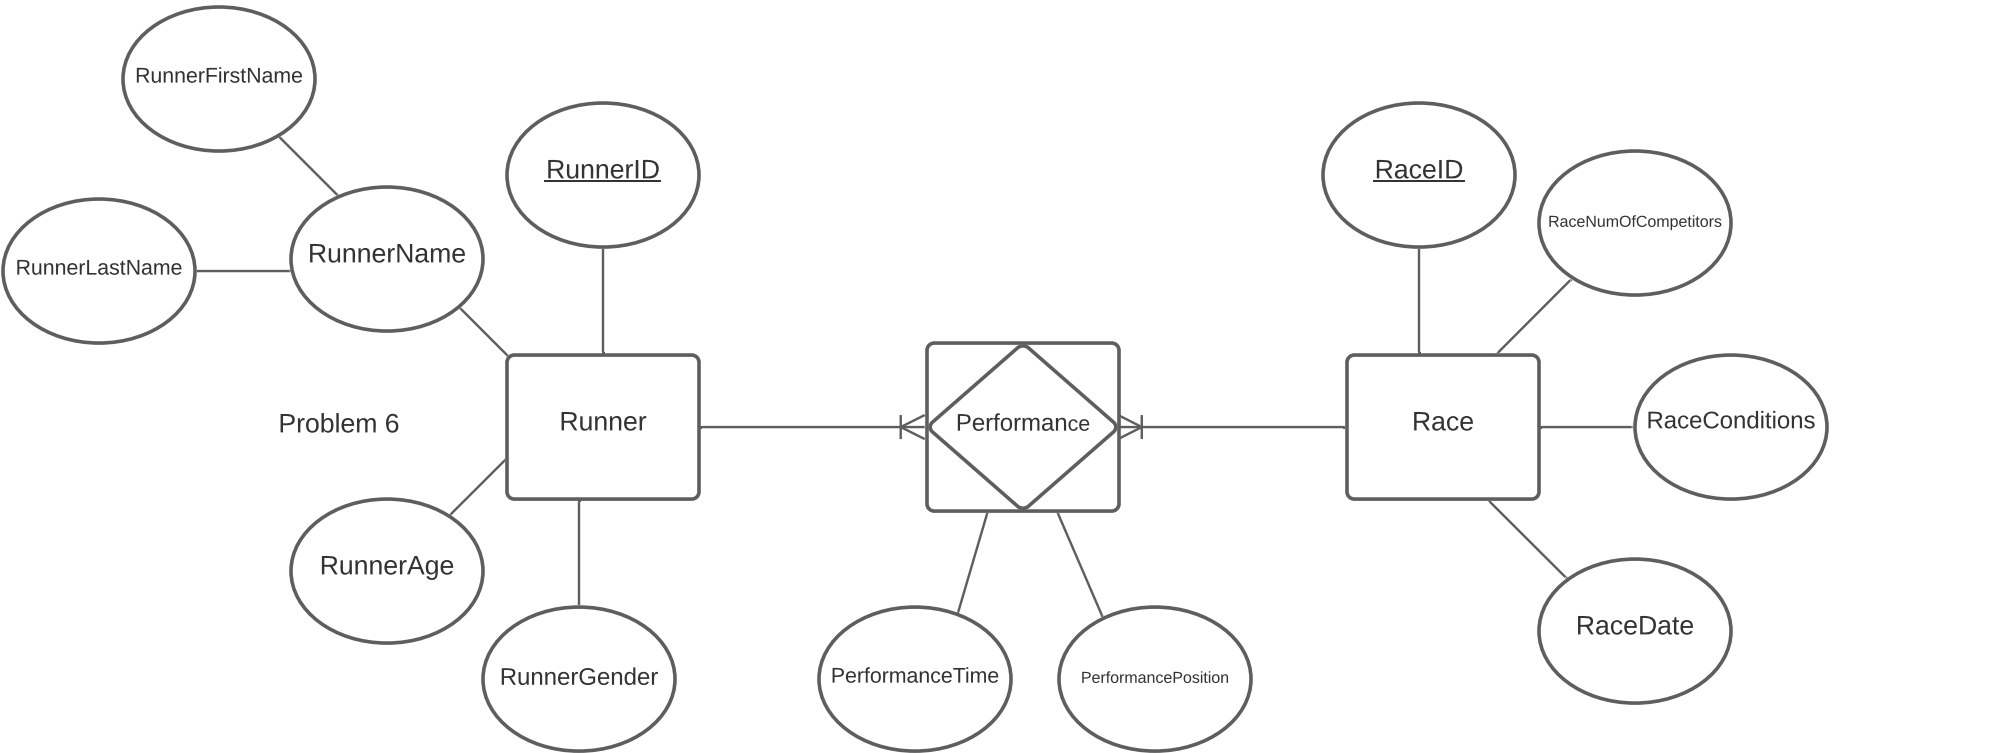 RunnerFirstName
RunnerID
RaceID
RaceNumOfCompetitors
RunnerName
RunnerLastName
Problem 6
Runner
Performance
Race
RaceConditions
RunnerAge
RaceDate
RunnerGender
PerformanceTime
PerformancePosition